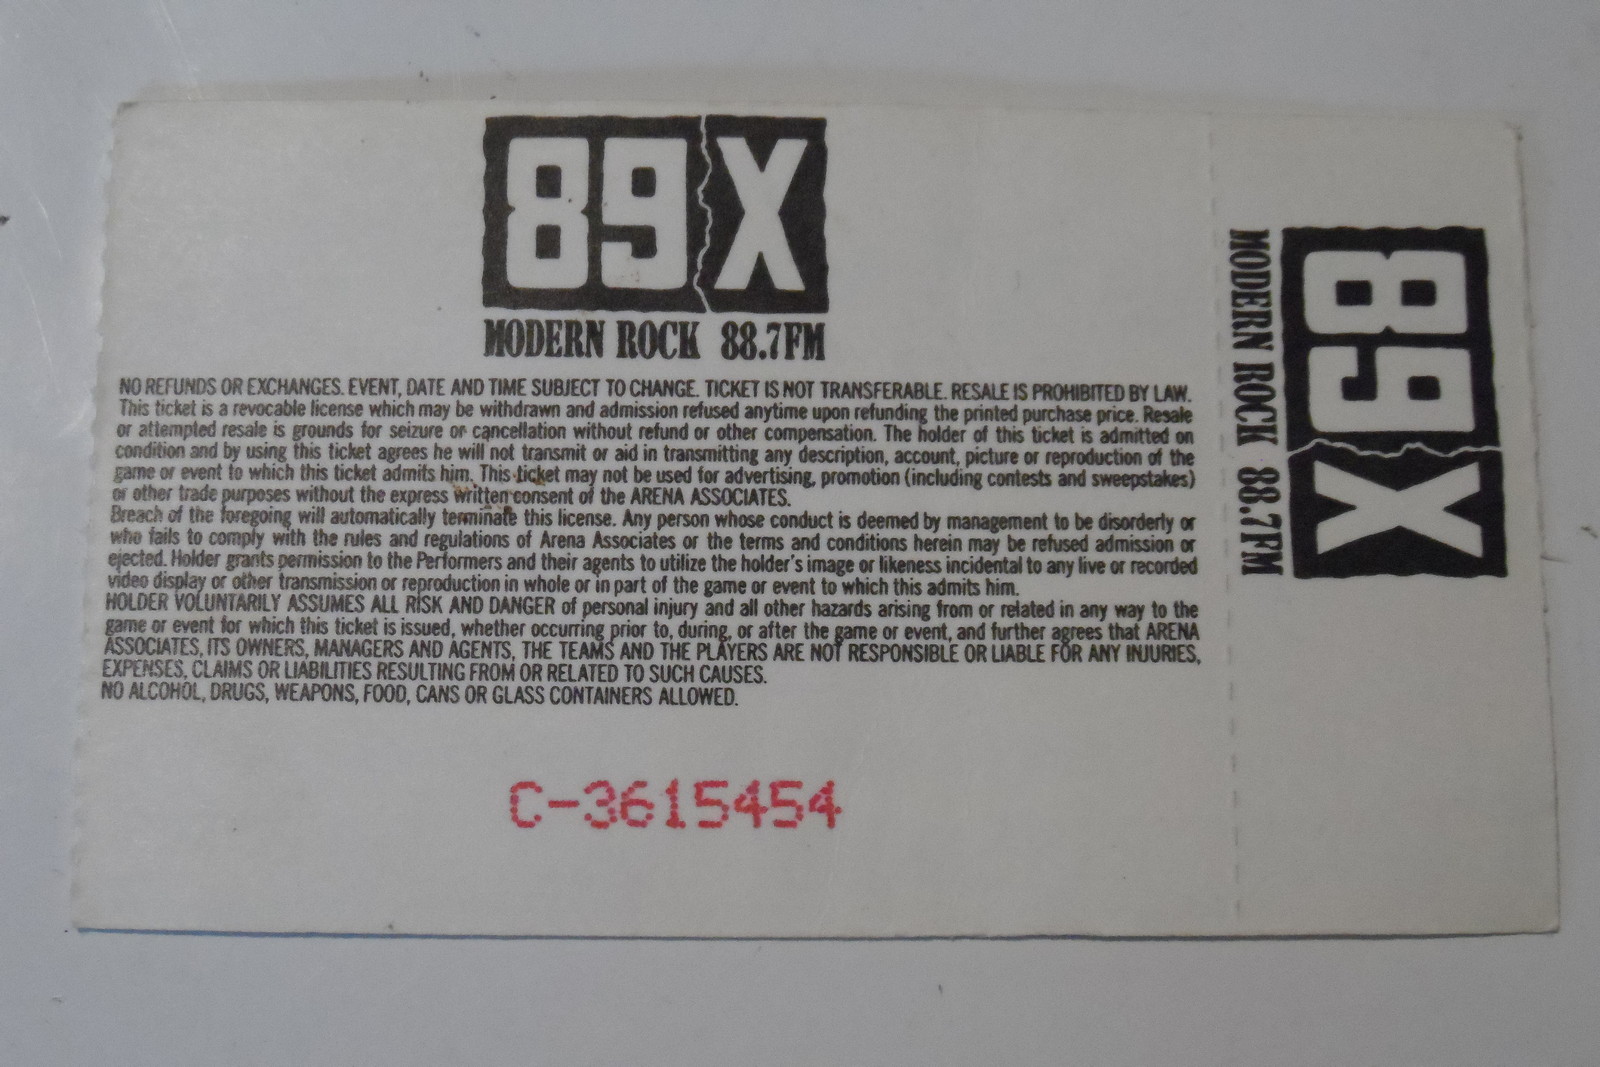 89X
MODERN ROCK 88.7FM
NO REFUNDS OR EXCHANGES. EVENT, DATE AND TIME SUBJECT TO CHANGE. TICKET IS NOT TRANSFERABLE. RESALE IS PROHIBITED BY LAW.
This ticket is a revocable license which may be withdrawn and admission refused anytime upon refunding the printed purchase price. Resale
or attempted resale is grounds for seizure or cancellation without refund or other compensation. The holder of this ticket is admitted on
condition and by using this ticket agrees he will not transmit or aid in transmitting any description, account, picture or reproduction of the
game or event to which this ticket admits him. This ticket may not be used for advertising, promotion (including contests and sweepstakes)
or other trade purposes without the express written consent of the ARENA ASSOCIATES.
Breach of the foregoing will automatically terminate this license. Any person whose conduct is deemed by management to be disorderly or
who fails to comply with the rules and regulations of Arena Associates or the terms and conditions herein may be refused admission or
ejected. Holder grants permission to the Performers and their agents to utilize the holder's image or likeness incidental to any live or recorded
video display or other transmission or reproduction in whole or in part of the game or event to which this admits him.
HOLDER VOLUNTARILY ASSUMES ALL RISK AND DANGER of personal injury and all other hazards arising from or related in any way to the
game or event for which this ticket is issued, whether occurring prior to, during, or after the game or event, and further agrees that ARENA
ASSOCIATES, ITS OWNERS, MANAGERS AND AGENTS, THE TEAMS AND THE PLAYERS ARE NOT RESPONSIBLE OR LIABLE FOR ANY INJURIES,
EXPENSES, CLAIMS OR LIABILITIES RESULTING FROM OR RELATED TO SUCH CAUSES.
NO ALCOHOL, DRUGS, WEAPONS, FOOD, CANS OR GLASS CONTAINERS ALLOWED.
C-3615454
89X
MODERN ROCK 88.7FM